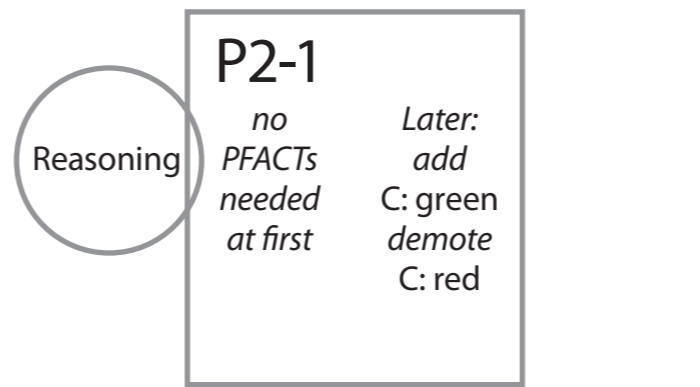 Reasoning
P2-1
no
PFACTs
needed
at first
Later:
add
C: green
demote
C: red